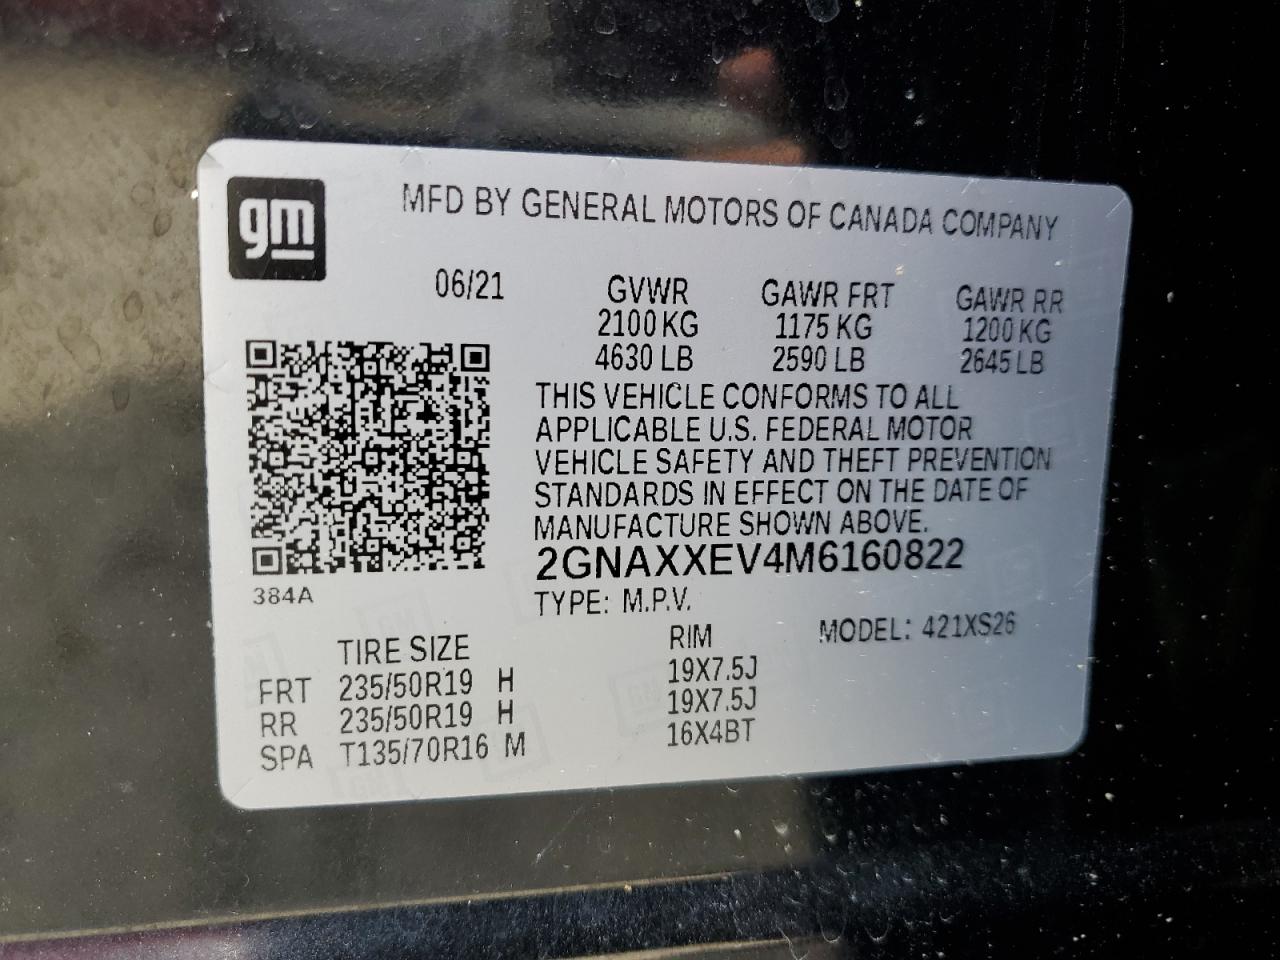 gm
MFD BY GENERAL MOTORS OF CANADA COMPANY
06/21
GVWR GAWR FRT GAWR RR
2100 KG 1175 KG 1200 KG
4630 LB 2590 LB 2645 LB
THIS VEHICLE CONFORMS TO ALL
APPLICABLE U.S. FEDERAL MOTOR
VEHICLE SAFETY AND THEFT PREVENTION
STANDARDS IN EFFECT ON THE DATE OF
MANUFACTURE SHOWN ABOVE.
2GNAXXEV4M6160822
384A
TYPE: M.P.V.
MODEL: 421XS26
TIRE SIZE RIM
FRT 235/50R19 H 19X7.5J
RR 235/50R19 H 19X7.5J
SPA T135/70R16 M 16X4BT